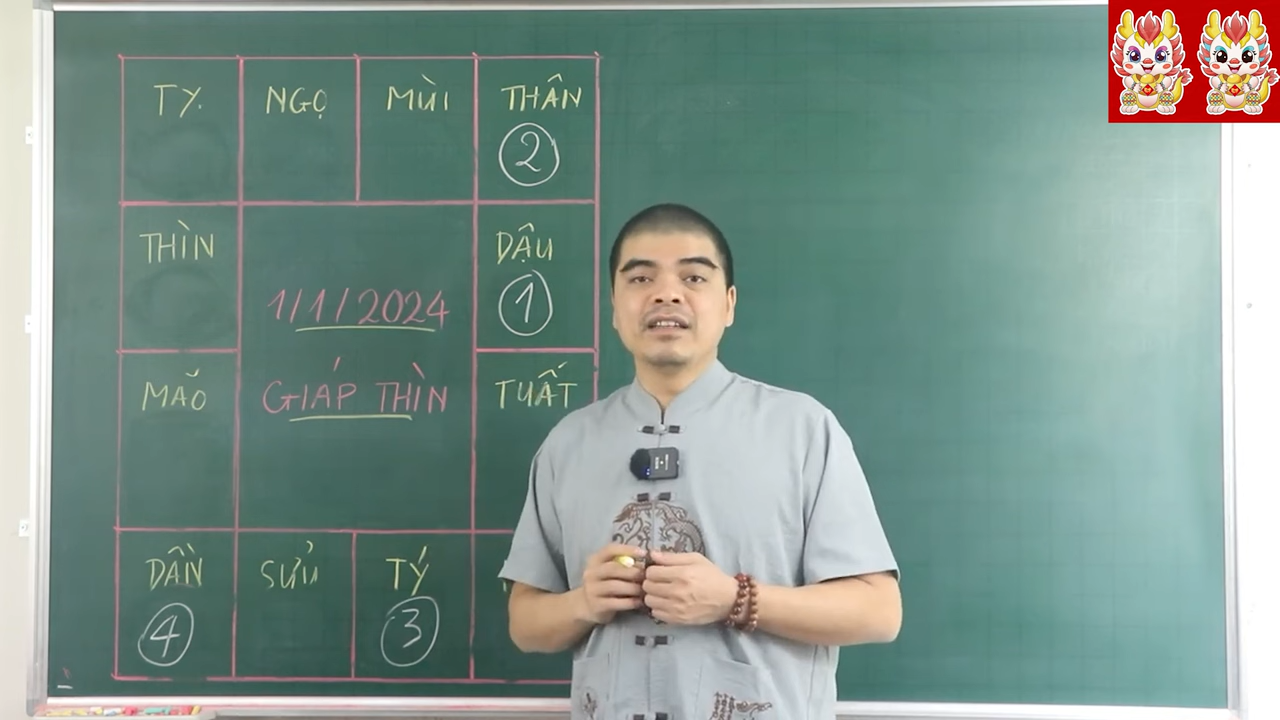 TỴ NGỌ MÙI THÂN
2
THÌN DẬU
1
1/1/2024
GIÁP THÌN
MÃO TUẤT
DẦN SỬU TÝ
4 3